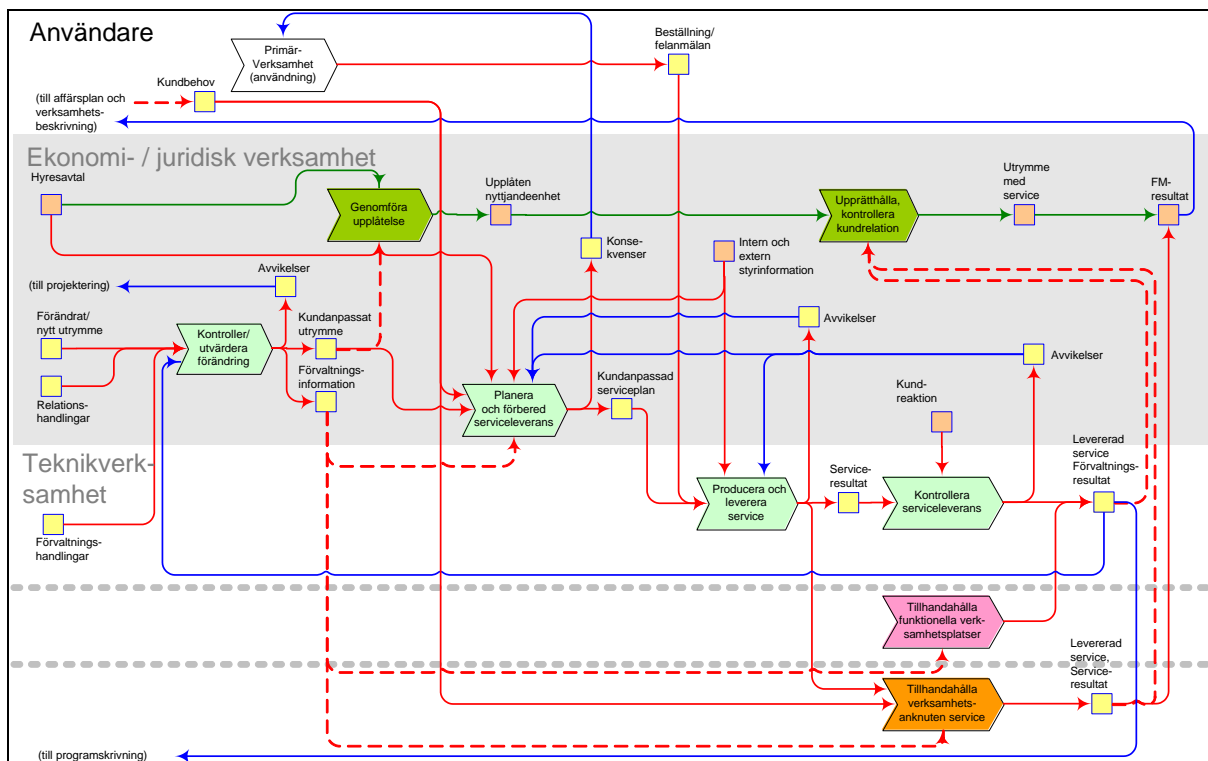 Användare
Primär-
Verksamhet
(användning)
Beställning/
felanmälan
Kundbehov
(till affärsplan och
verksamhets-
beskrivning)
Ekonomi- / juridisk verksamhet
Hyresavtal
Genomföra
upplåtelse
Upplåten
nyttjandeenhet
Upprätthålla,
kontrollera
kundrelation
Utrymme
med
service
FM-
resultat
Konse-
kvenser
Intern och
extern
styrinformation
Avvikelser
(till projektering)
Förändrat/
nytt utrymme
Kontroller/
utvärdera
förändring
Kundanpassat
utrymme
Avvikelser
Avvikelser
Förvaltnings-
information
Relations-
handlingar
Planera
och förbered
serviceleverans
Kundanpassad
serviceplan
Kund-
reaktion
Teknikverk-
samhet
Levererad
service
Förvaltnings-
resultat
Producera och
leverera
service
Service-
resultat
Kontrollera
serviceleverans
Förvaltnings-
handlingar
Tillhandahålla
funktionella verk-
samhetsplatser
Levererad
service,
Service-
resultat
Tillhandahålla
verksamhets-
anknuten service
(till programskrivning)